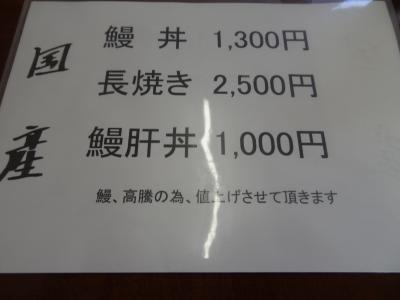 国産
鰻丼 1,300円
長焼き 2,500円
鰻肝丼 1,000円
鰻、高騰の為、値上げさせて頂きます